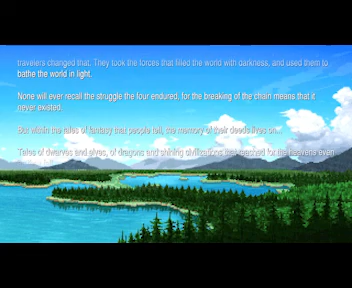 travelers changed that. They took the forces that filled the world with darkness, and used them to
bathe the world in light.
None will ever recall the struggle the four endured, for the breaking of the chain means that it
never existed.
But within the tales of fantasy that people tell, the memory of their deeds lives on...
Tales of dwarves and elves, of dragons and shining civilizations that reached for the heavens even